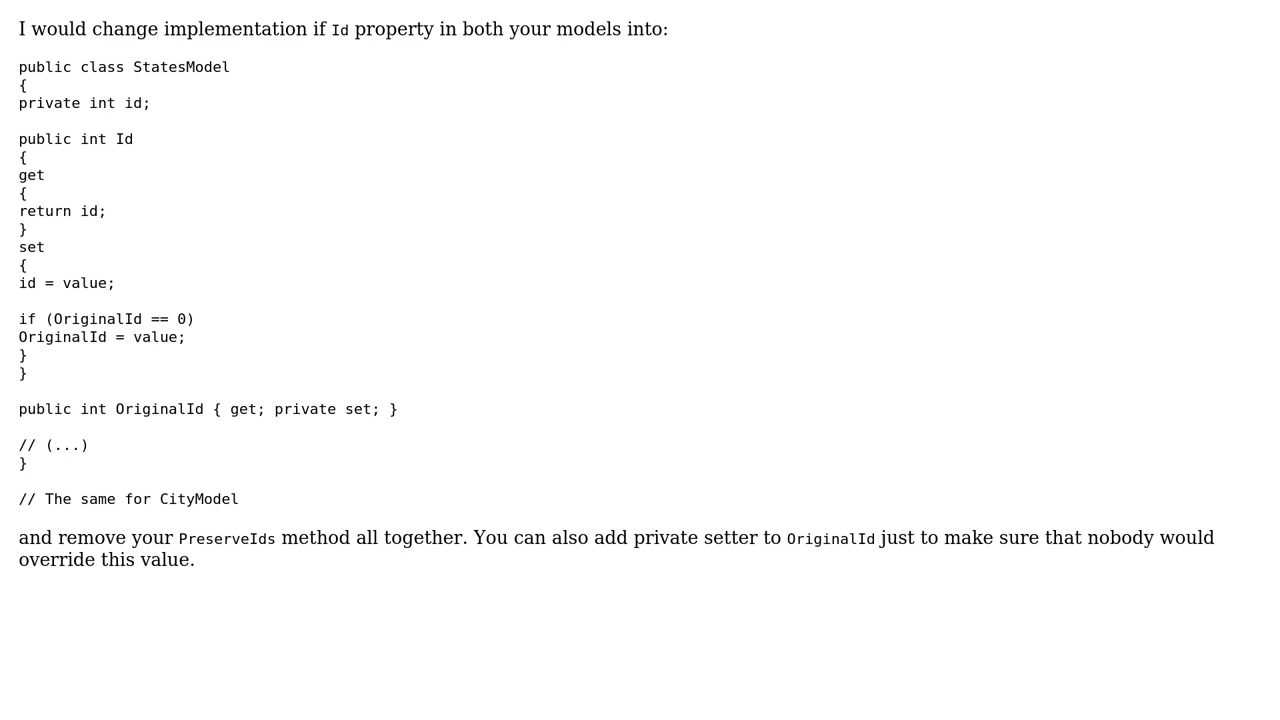 I would change implementation if Id property in both your models into:
public class StatesModel
{
private int id;
public int Id
{
get
{
return id;
}
set
{
id = value;
if (OriginalId == 0)
OriginalId = value;
}
}
public int OriginalId { get; private set; }
// (...)
}
// The same for CityModel
and remove your PreserveIds method all together. You can also add private setter to OriginalId just to make sure that nobody would
override this value.